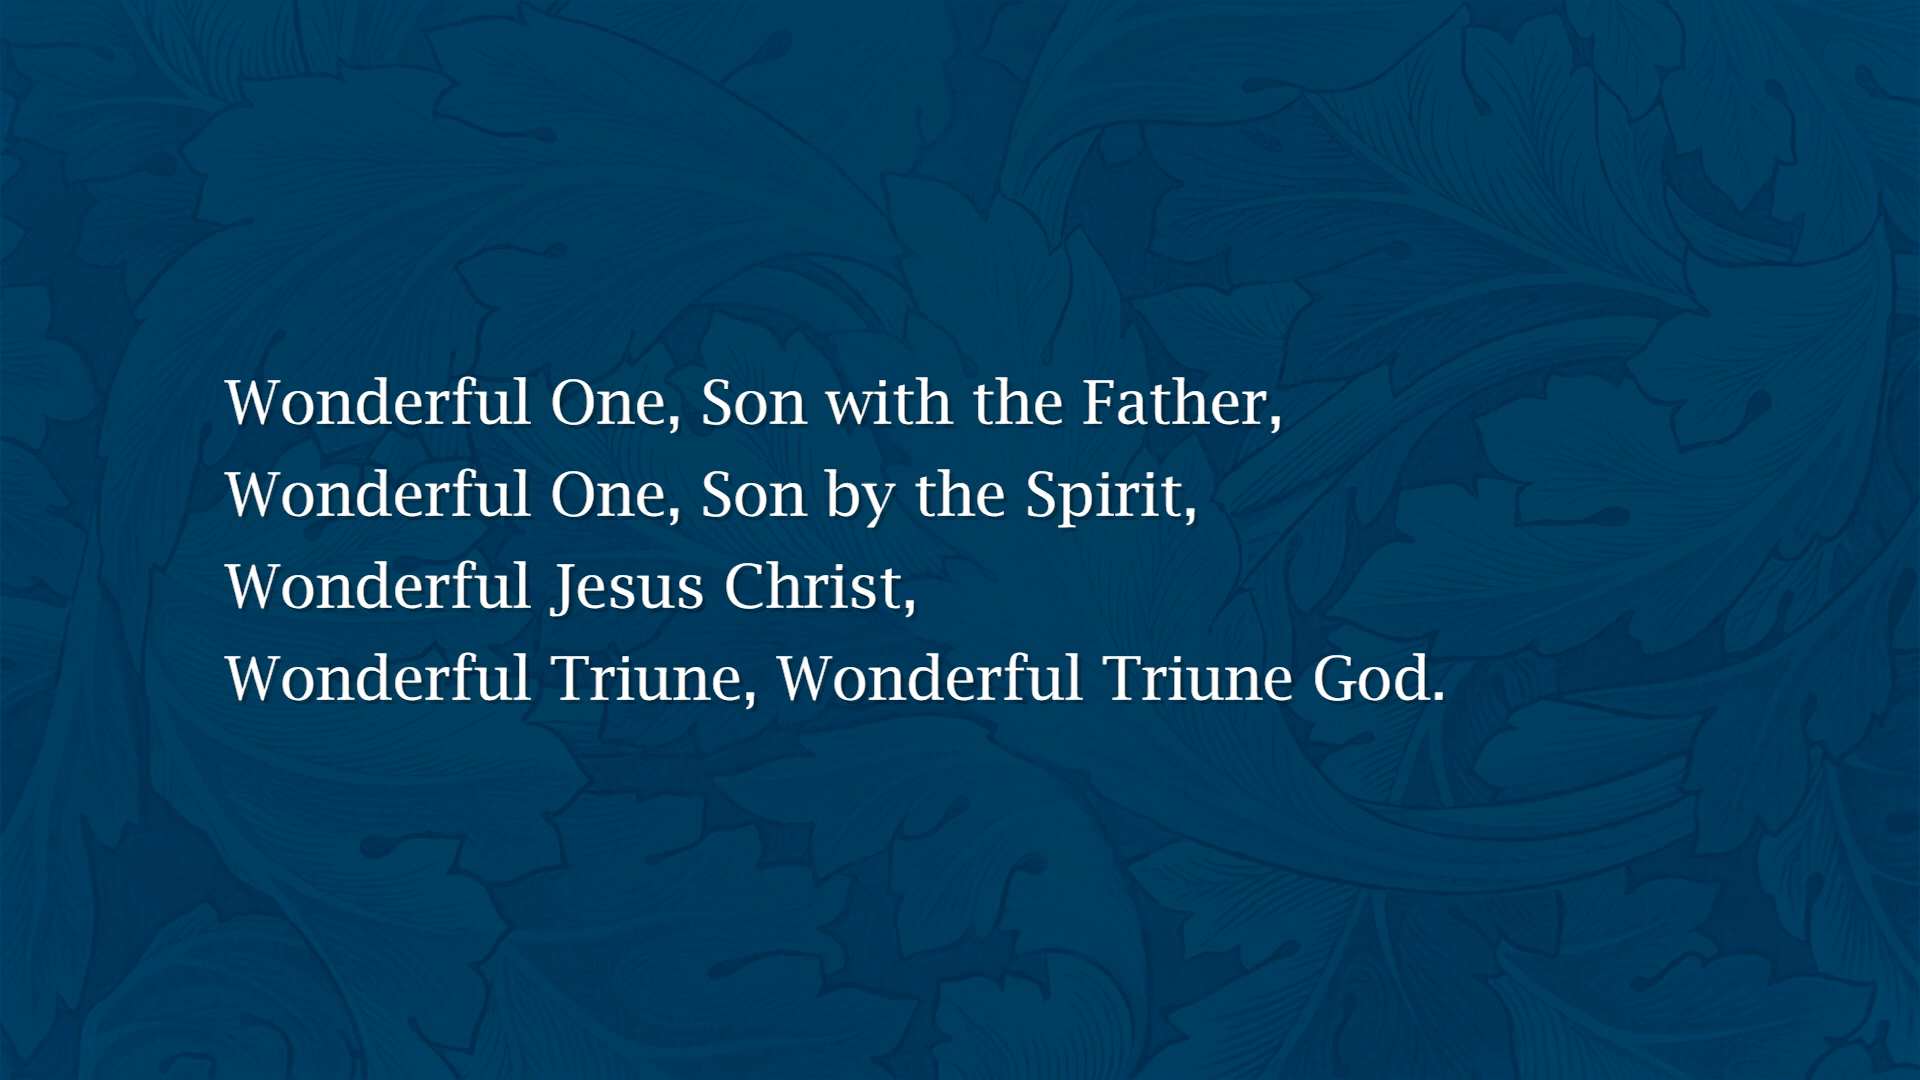 Wonderful One, Son with the Father,
Wonderful One, Son by the Spirit,
Wonderful Jesus Christ,
Wonderful Triune, Wonderful Triune God.